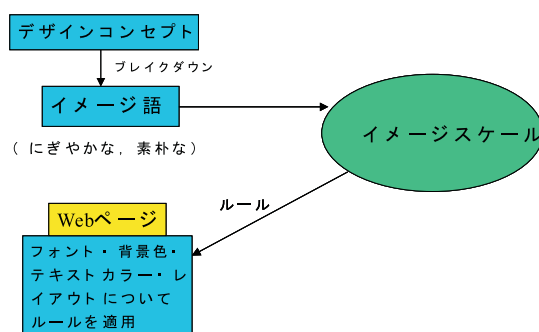 デザインコンセプト
ブレイクダウン
イメージ語
(にぎやかな, 素朴な)
イメージスケール
ルール
Webページ
フォント・背景色・
テキストカラー・レ
イアウトについて
ルールを適用